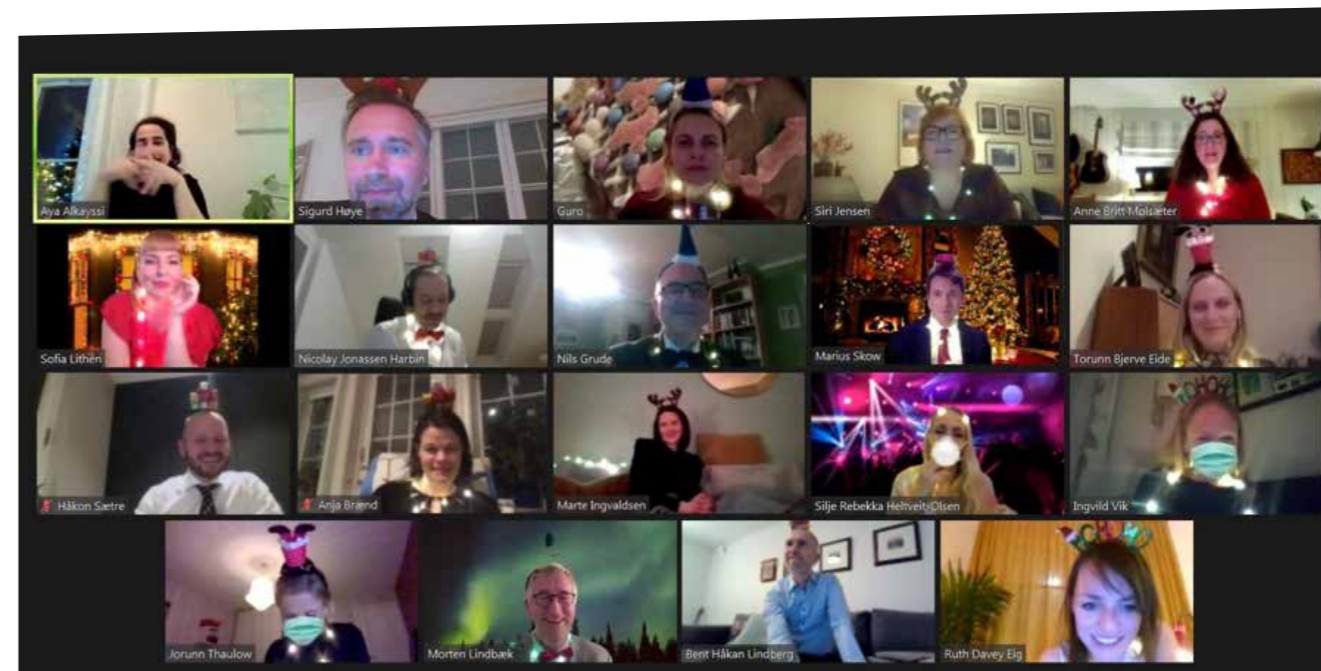 Aya Alkayssi
Sigurd Høye
Guro
Siri Jensen
Anne Britt Mølsæter
Sofia Lithén
Nicolay Jonassen Harbin
Nils Grude
Marius Skow
Torunn Bjerve Eide
Håkon Sætre
Anja Brænd
Marte Ingvaldsen
Silje Rebekka Heltveit-Olsen
Ingvild Vik
Jorunn Thaulow
Morten Lindbæk
Bent Håkan Lindberg
Ruth Davey Eig